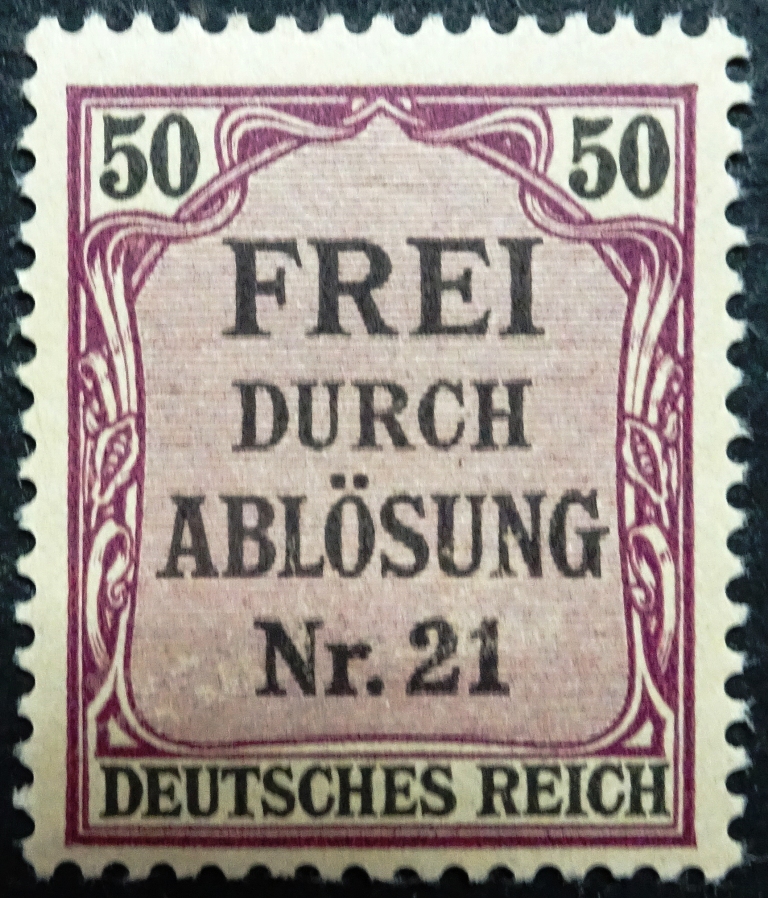 50 50
FREI
DURCH
ABLÖSUNG
Nr. 21
DEUTSCHES REICH